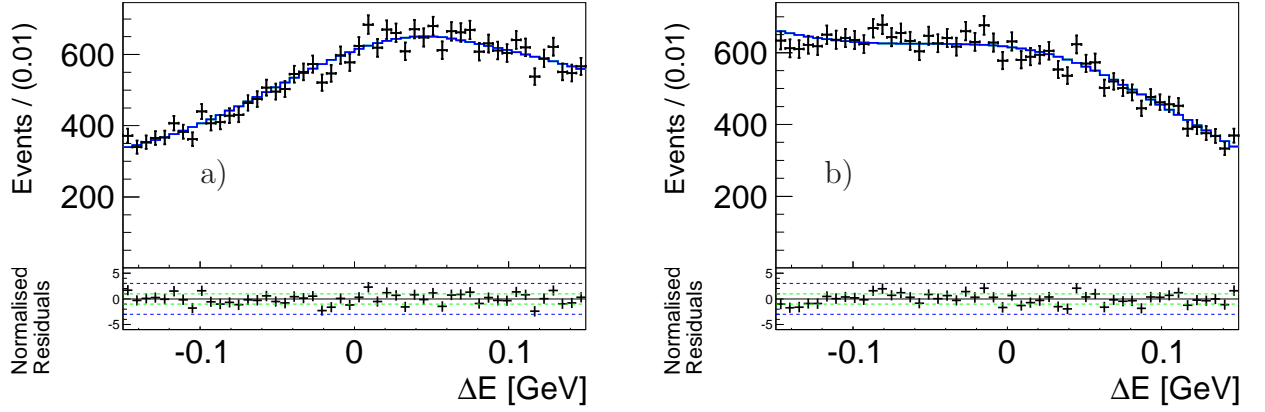 Events / (0.01)
600
400
200
a)
Normalised
Residuals
5
0
-5
-0.1
0
0.1
ΔE [GeV]
Events / (0.01)
600
400
200
b)
Normalised
Residuals
5
0
-5
-0.1
0
0.1
ΔE [GeV]